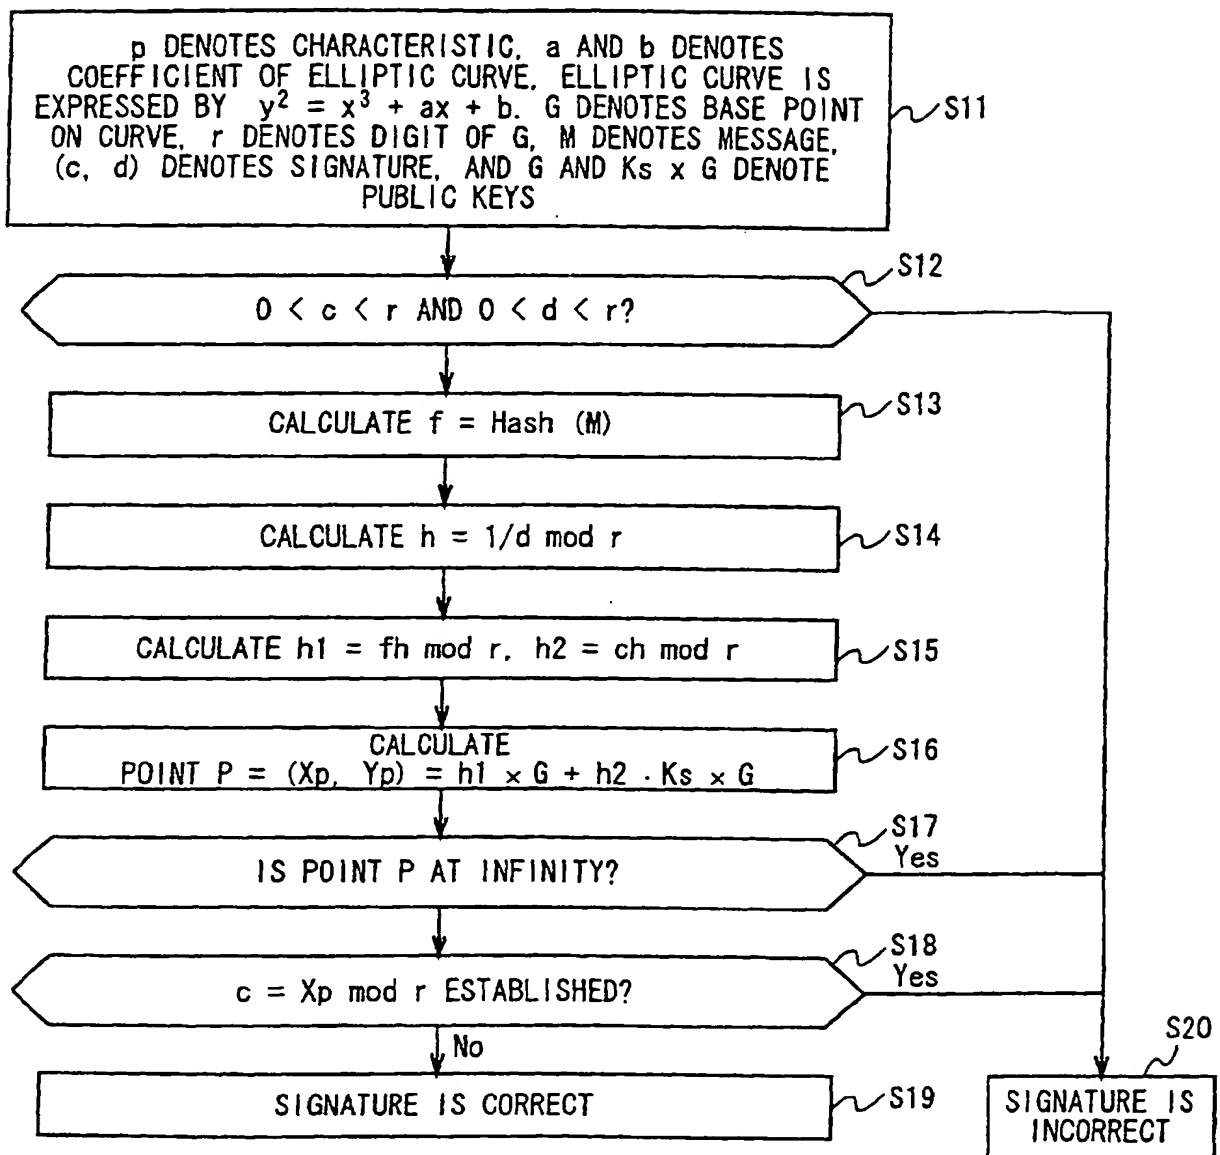 p DENOTES CHARACTERISTIC, a AND b DENOTES
COEFFICIENT OF ELLIPTIC CURVE. ELLIPTIC CURVE IS
EXPRESSED BY y² = x³ + ax + b. G DENOTES BASE POINT
ON CURVE, r DENOTES DIGIT OF G, M DENOTES MESSAGE,
(c, d) DENOTES SIGNATURE, AND G AND Ks x G DENOTE
PUBLIC KEYS
S11
S12
0 < c < r AND 0 < d < r?
S13
CALCULATE f = Hash (M)
CALCULATE h = 1/d mod r
S14
CALCULATE h1 = fh mod r, h2 = ch mod r
S15
CALCULATE
POINT P = (Xp, Yp) = h1 × G + h2 · Ks × G
S16
S17
Yes
IS POINT P AT INFINITY?
S18
Yes
c = Xp mod r ESTABLISHED?
No
SIGNATURE IS CORRECT
S19
S20
SIGNATURE IS
INCORRECT